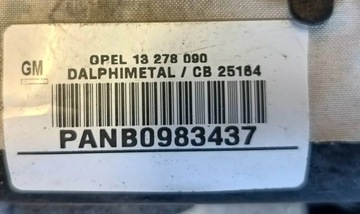 OPEL 13 278 090
GM DALPHIMETAL / CB 25164
PANB0983437